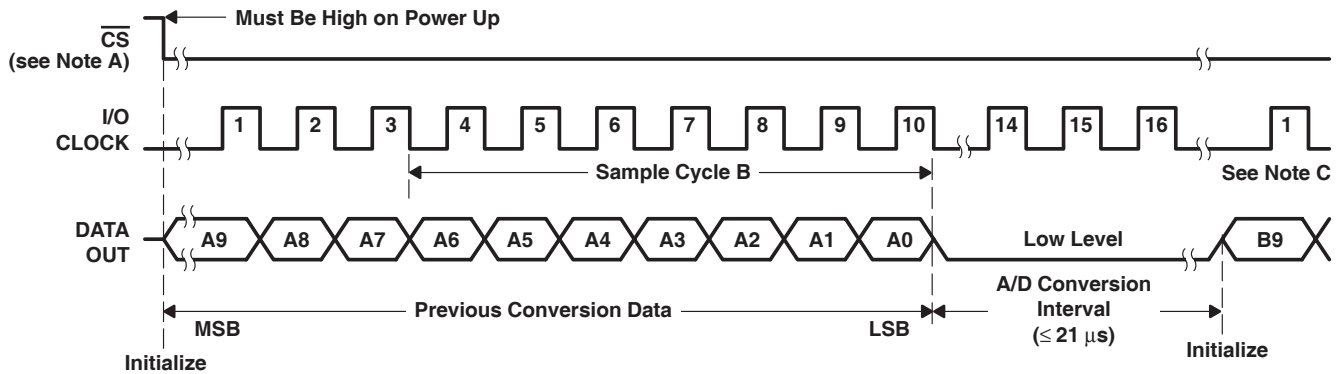 Must Be High on Power Up
CS
(see Note A)
I/O
CLOCK
1 2 3 4 5 6 7 8 9 10 14 15 16 1
Sample Cycle B
See Note C
DATA
OUT
A9 A8 A7 A6 A5 A4 A3 A2 A1 A0 Low Level B9
Previous Conversion Data
MSB LSB
A/D Conversion
Interval
(≤ 21 μs)
Initialize
Initialize